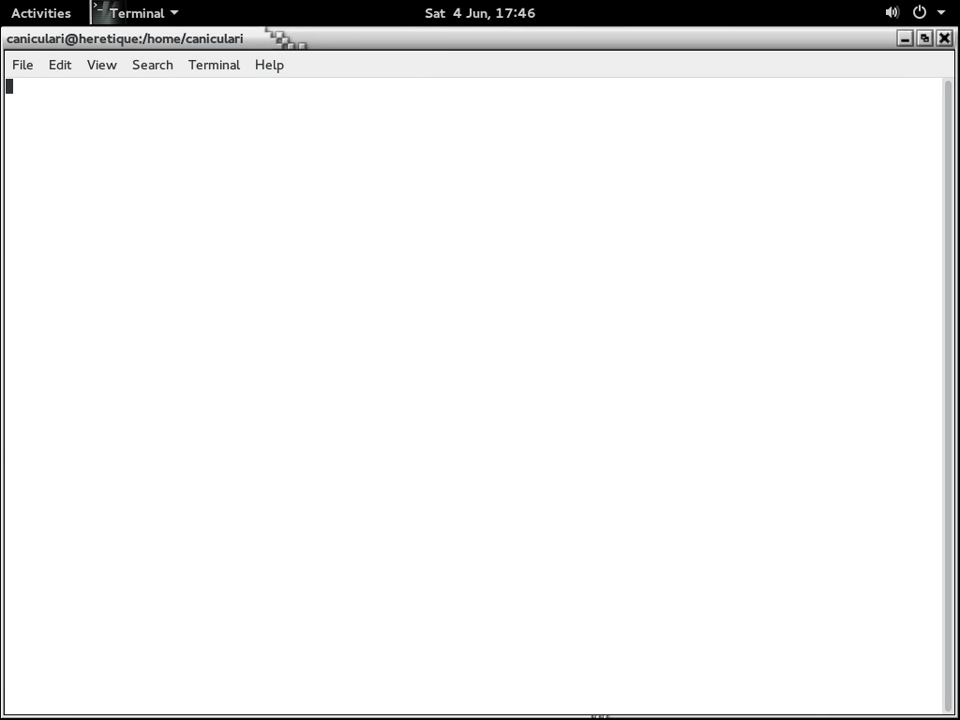 Activities Terminal Sat 4 Jun, 17:46
caniculari@heretique:/home/caniculari
File Edit View Search Terminal Help